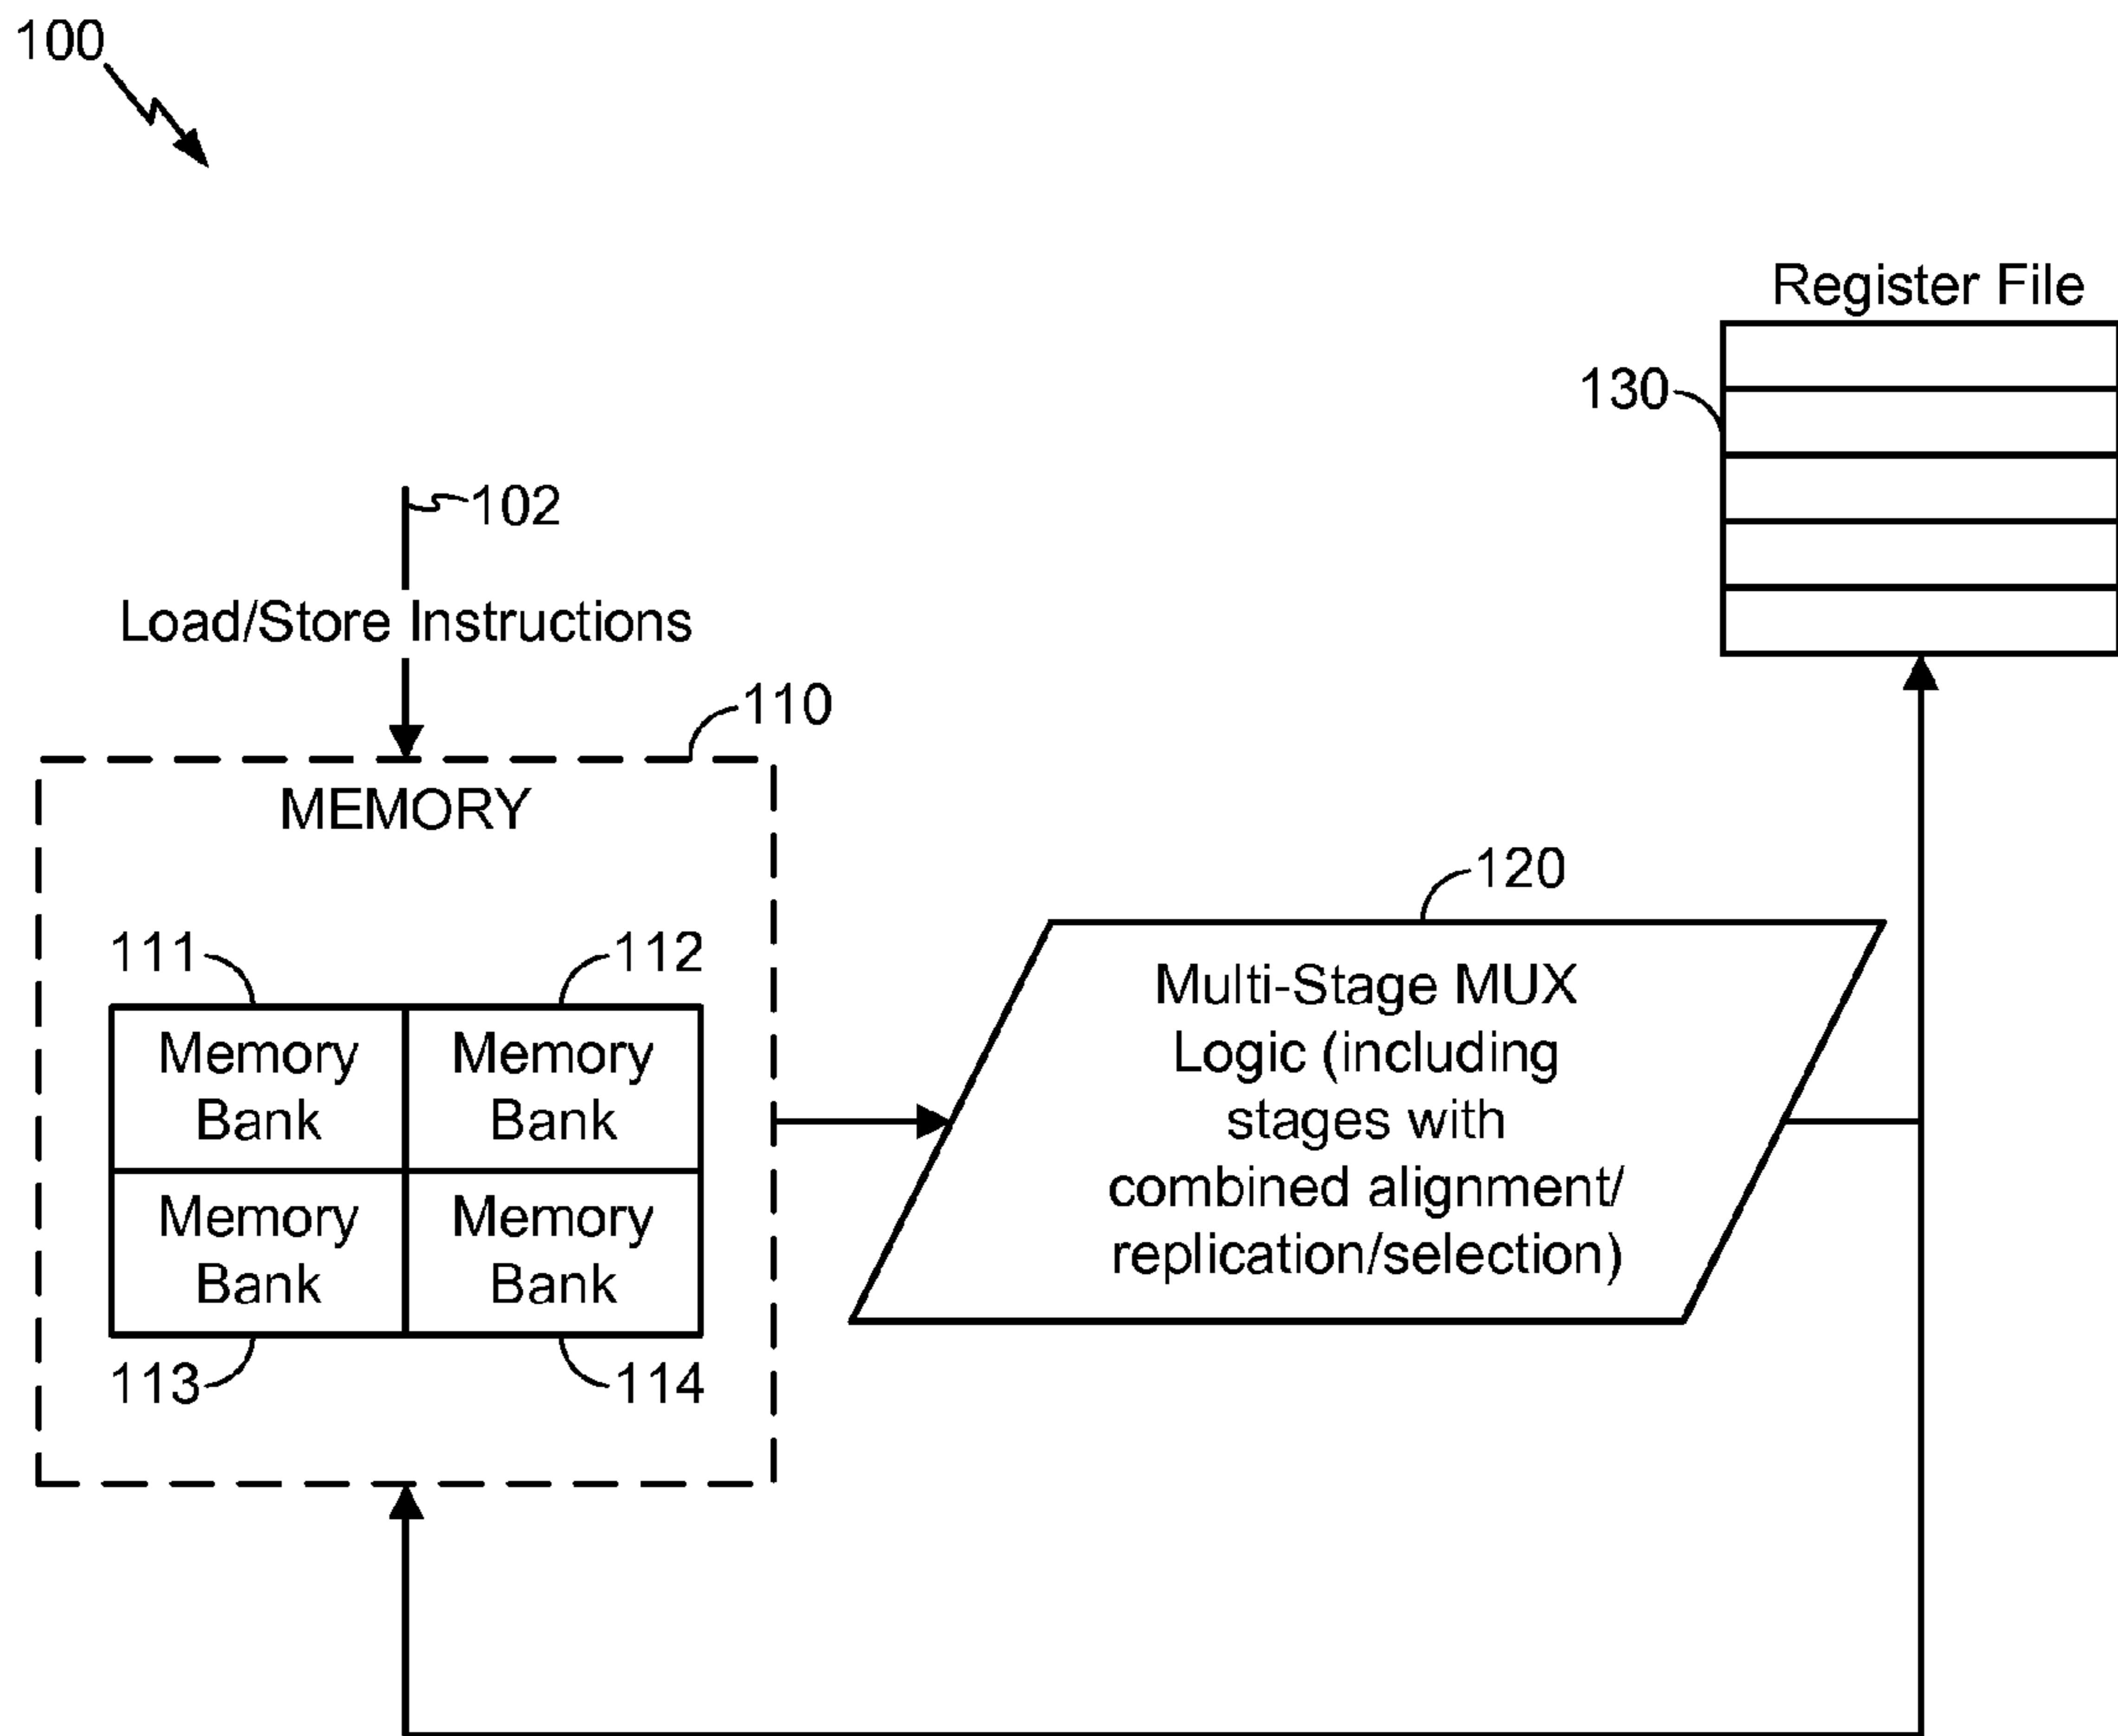 100
Register File
130
102
Load/Store Instructions
110
MEMORY
120
111
112
Memory
Bank
Memory
Bank
Memory
Bank
Memory
Bank
113
114
Multi-Stage MUX
Logic (including
stages with
combined alignment/
replication/selection)